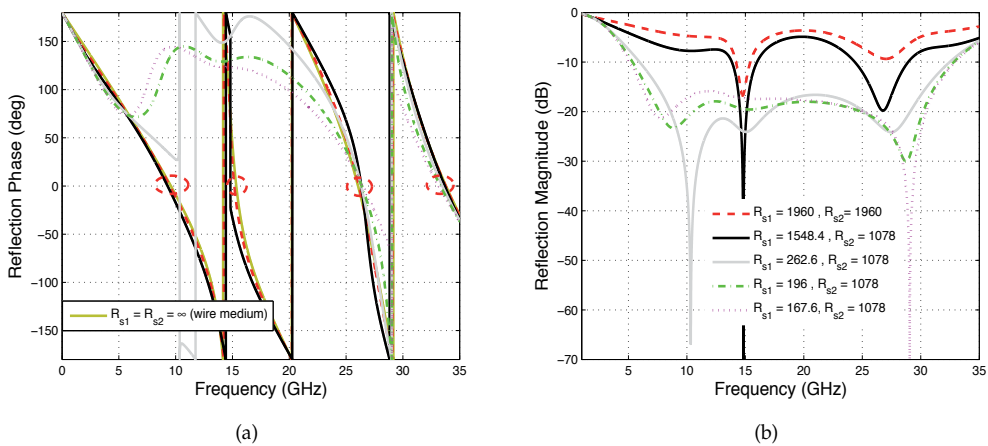 150
100
50
0
-50
-100
-150
Reflection Phase (deg)
R_s1 = R_s2 = ∞ (wire medium)
0 5 10 15 20 25 30 35
Frequency (GHz)
(a)
0
-10
-20
-30
-40
-50
-60
-70
Reflection Magnitude (dB)
R_s1 = 1960 , R_s2 = 1960
R_s1 = 1548.4 , R_s2 = 1078
R_s1 = 262.6 , R_s2 = 1078
R_s1 = 196 , R_s2 = 1078
R_s1 = 167.6, R_s2 = 1078
5 10 15 20 25 30 35
Frequency (GHz)
(b)